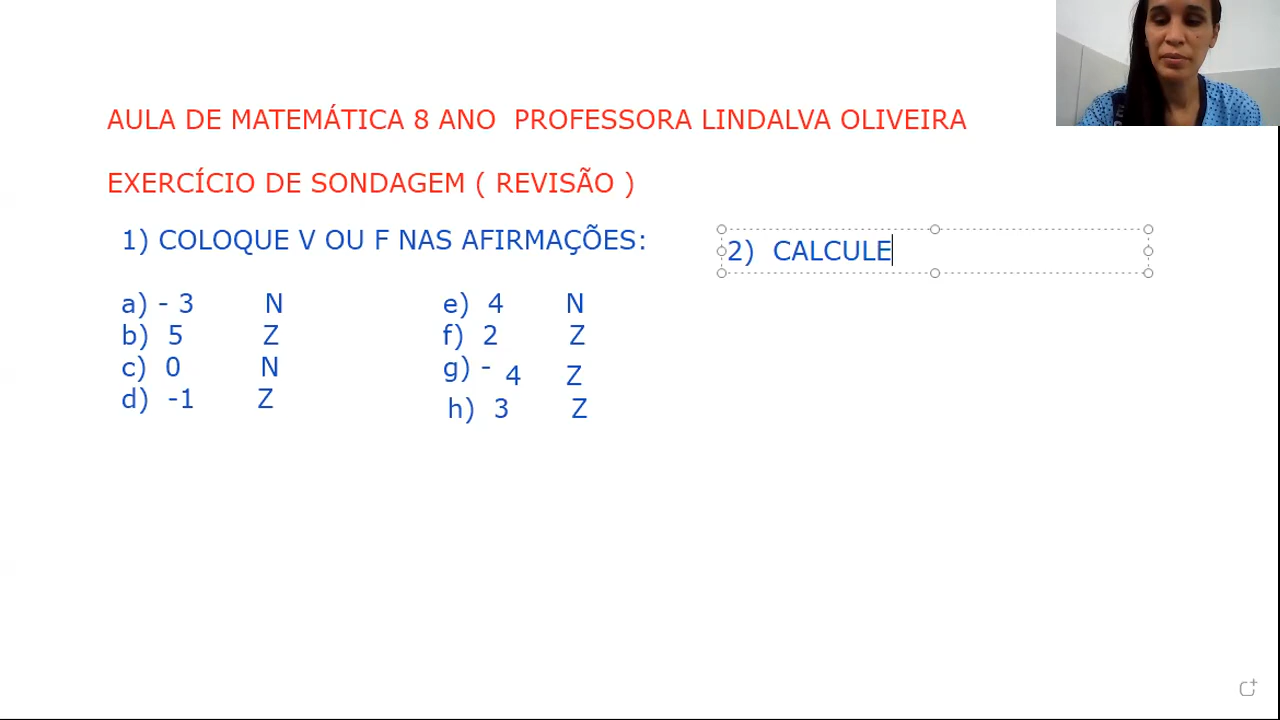 AULA DE MATEMÁTICA 8 ANO PROFESSORA LINDALVA OLIVEIRA
EXERCÍCIO DE SONDAGEM ( REVISÃO )
1) COLOQUE V OU F NAS AFIRMAÇÕES:
a) - 3 N
b) 5 Z
c) 0 N
d) -1 Z
e) 4 N
f) 2 Z
g) - 4 Z
h) 3 Z
2) CALCULE